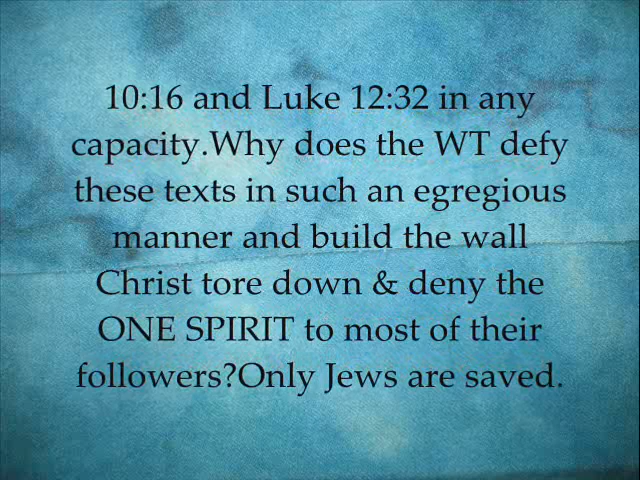 10:16 and Luke 12:32 in any
capacity.Why does the WT defy
these texts in such an egregious
manner and build the wall
Christ tore down & deny the
ONE SPIRIT to most of their
followers?Only Jews are saved.